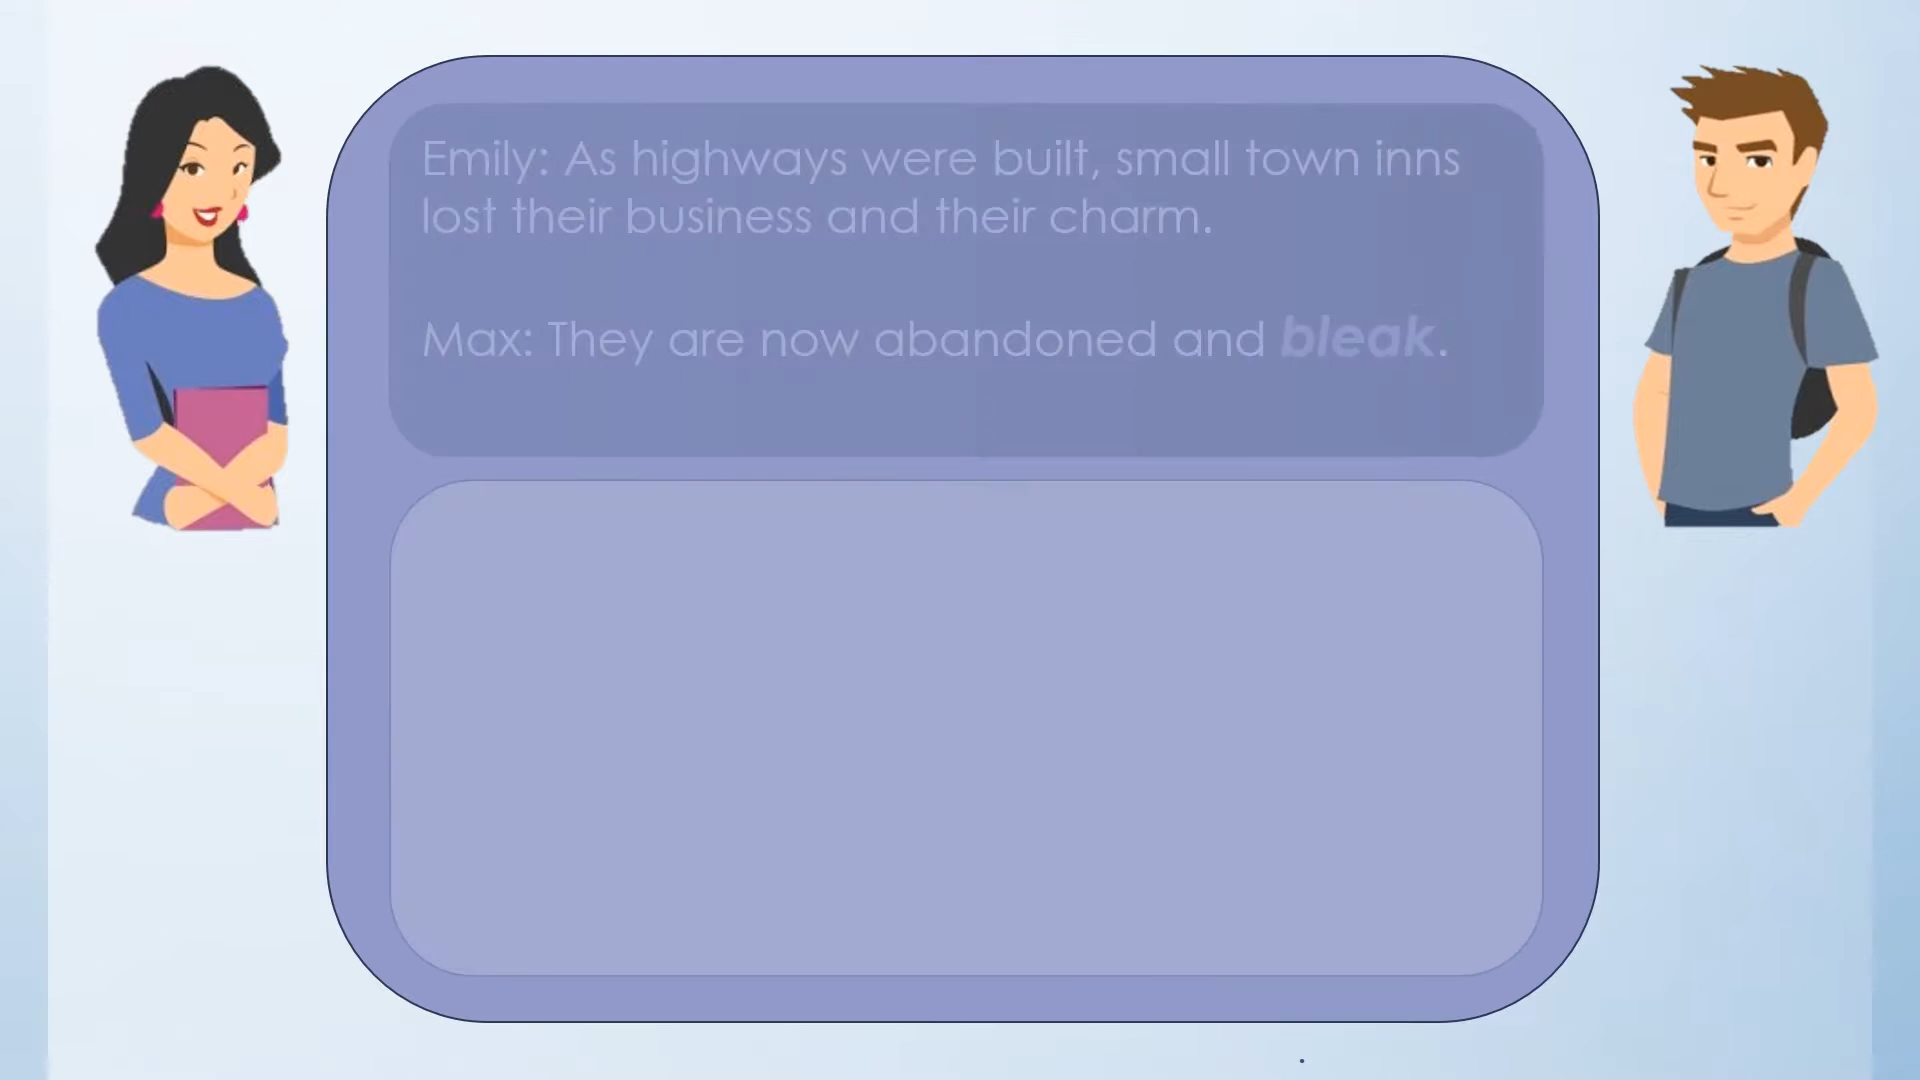 Emily: As highways were built, small town inns
lost their business and their charm.
Max: They are now abandoned and bleak.